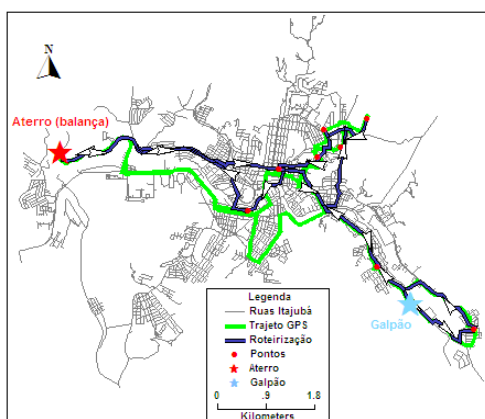 N
Aterro (balança)
Galpão
Legenda
Ruas Itajubá
Trajeto GPS
Roteirização
Pontos
Aterro
Galpão
0 .9 1.8
Kilometers